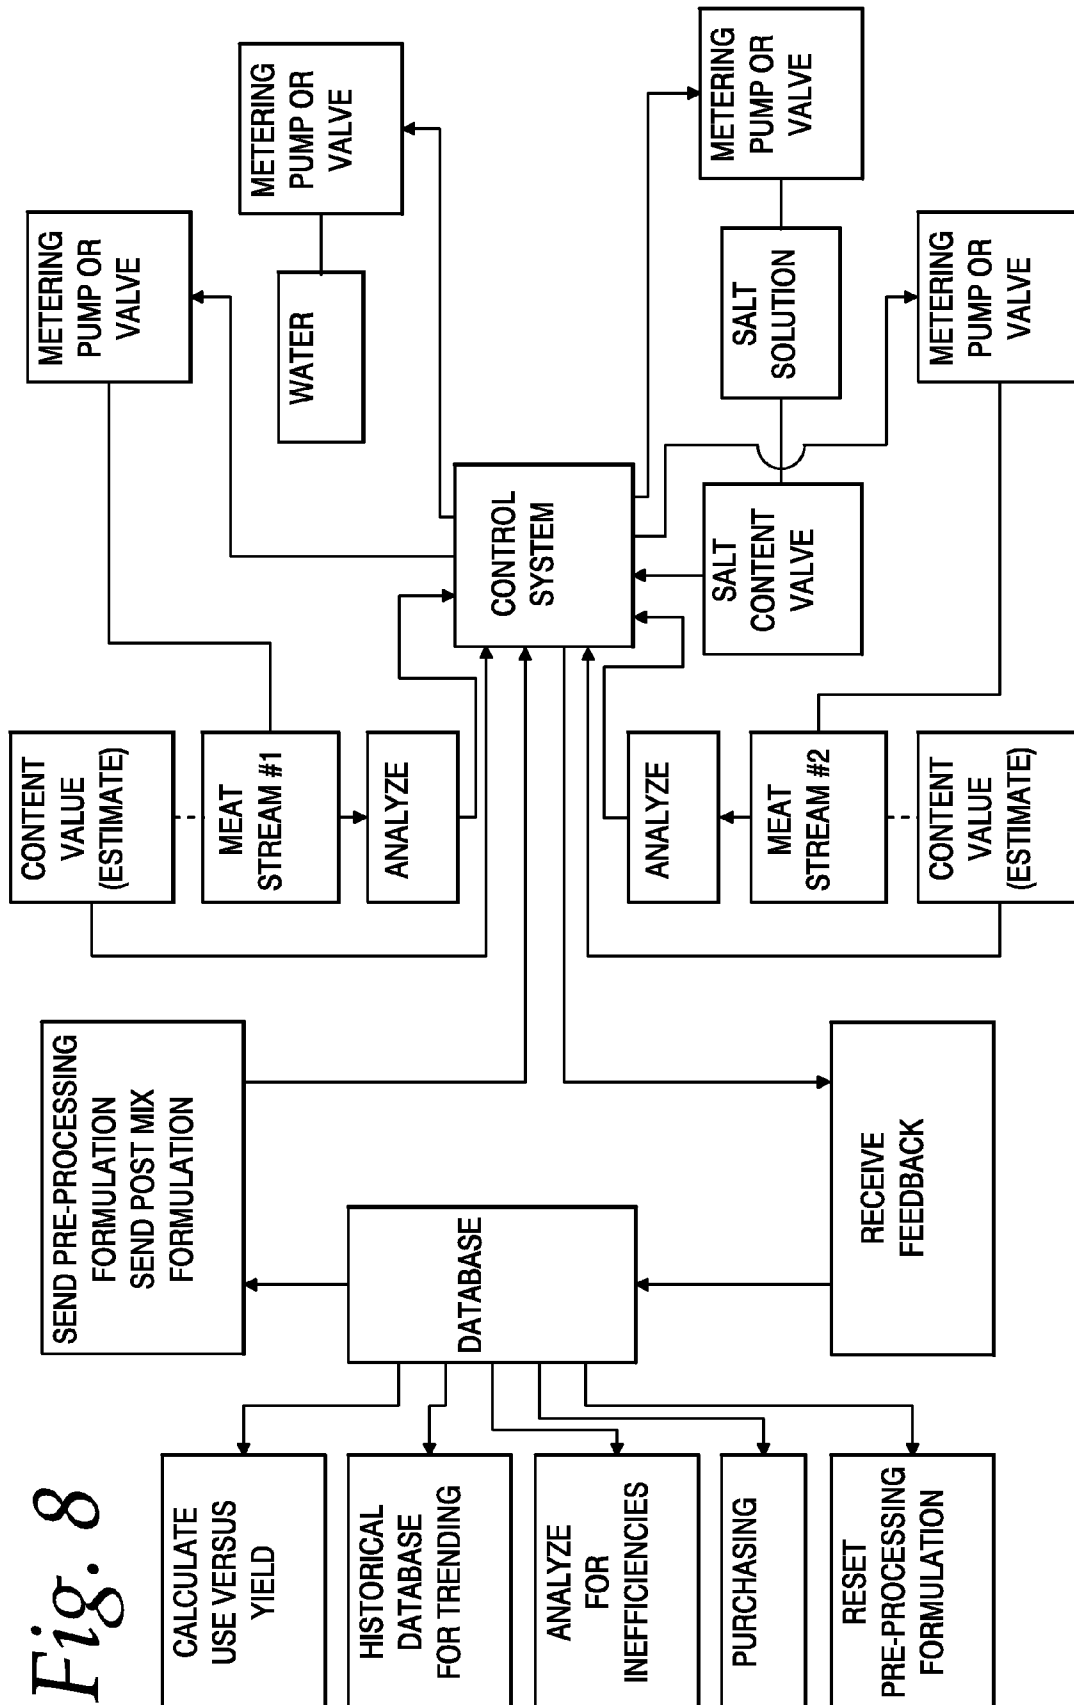 Fig. 8
CALCULATE
USE VERSUS
YIELD
HISTORICAL
DATABASE
FOR TRENDING
ANALYZE
FOR
INEFFICIENCIES
PURCHASING
RESET
PRE-PROCESSING
FORMULATION
SEND PRE-PROCESSING
FORMULATION
SEND POST MIX
FORMULATION
DATABASE
RECEIVE
FEEDBACK
CONTENT
VALUE
(ESTIMATE)
MEAT
STREAM #1
ANALYZE
ANALYZE
MEAT
STREAM #2
CONTENT
VALUE
(ESTIMATE)
CONTROL
SYSTEM
SALT
CONTENT
VALVE
WATER
SALT
SOLUTION
METERING
PUMP OR
VALVE
METERING
PUMP OR
VALVE
METERING
PUMP OR
VALVE
METERING
PUMP OR
VALVE